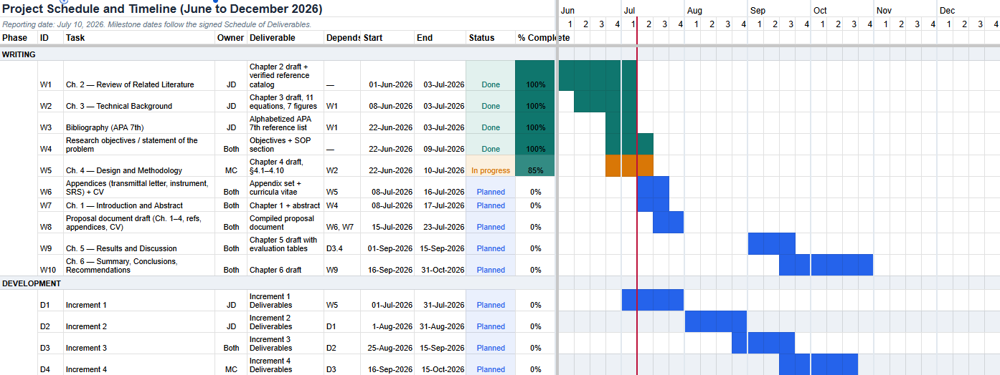 Project Schedule and Timeline (June to December 2026)
Jun Jul Aug Sep Oct Nov Dec
Reporting date: July 10, 2026. Milestone dates follow the signed Schedule of Deliverables.
1 2 3 4 1 2 3 4 1 2 3 4 1 2 3 4 1 2 3 4 1 2 3 4 1 2 3 4
Phase ID Task Owner Deliverable Depends Start End Status % Complete
WRITING
W1 Ch. 2 — Review of Related Literature JD Chapter 2 draft + verified reference catalog — 01-Jun-2026 03-Jul-2026 Done 100%
W2 Ch. 3 — Technical Background JD Chapter 3 draft, 11 equations, 7 figures W1 08-Jun-2026 03-Jul-2026 Done 100%
W3 Bibliography (APA 7th) JD Alphabetized APA 7th reference list W1 22-Jun-2026 03-Jul-2026 Done 100%
W4 Research objectives / statement of the problem Both Objectives + SOP section — 22-Jun-2026 09-Jul-2026 Done 100%
W5 Ch. 4 — Design and Methodology MC Chapter 4 draft, §4.1–4.10 W2 22-Jun-2026 10-Jul-2026 In progress 85%
W6 Appendices (transmittal letter, instrument, SRS) + CV Both Appendix set + curricula vitae W5 08-Jul-2026 16-Jul-2026 Planned 0%
W7 Ch. 1 — Introduction and Abstract Both Chapter 1 + abstract W4 08-Jul-2026 17-Jul-2026 Planned 0%
W8 Proposal document draft (Ch. 1–4, refs, appendices, CV) Both Compiled proposal document W6, W7 15-Jul-2026 23-Jul-2026 Planned 0%
W9 Ch. 5 — Results and Discussion Both Chapter 5 draft with evaluation tables D3.4 01-Sep-2026 15-Sep-2026 Planned 0%
W10 Ch. 6 — Summary, Conclusions, Recommendations Both Chapter 6 draft W9 16-Sep-2026 31-Oct-2026 Planned 0%
DEVELOPMENT
D1 Increment 1 JD Increment 1 Deliverables W5 01-Jul-2026 31-Jul-2026 Planned 0%
D2 Increment 2 JD Increment 2 Deliverables D1 1-Aug-2026 31-Aug-2026 Planned 0%
D3 Increment 3 Both Increment 3 Deliverables D2 25-Aug-2026 15-Sep-2026 Planned 0%
D4 Increment 4 MC Increment 4 Deliverables D3 16-Sep-2026 15-Oct-2026 Planned 0%